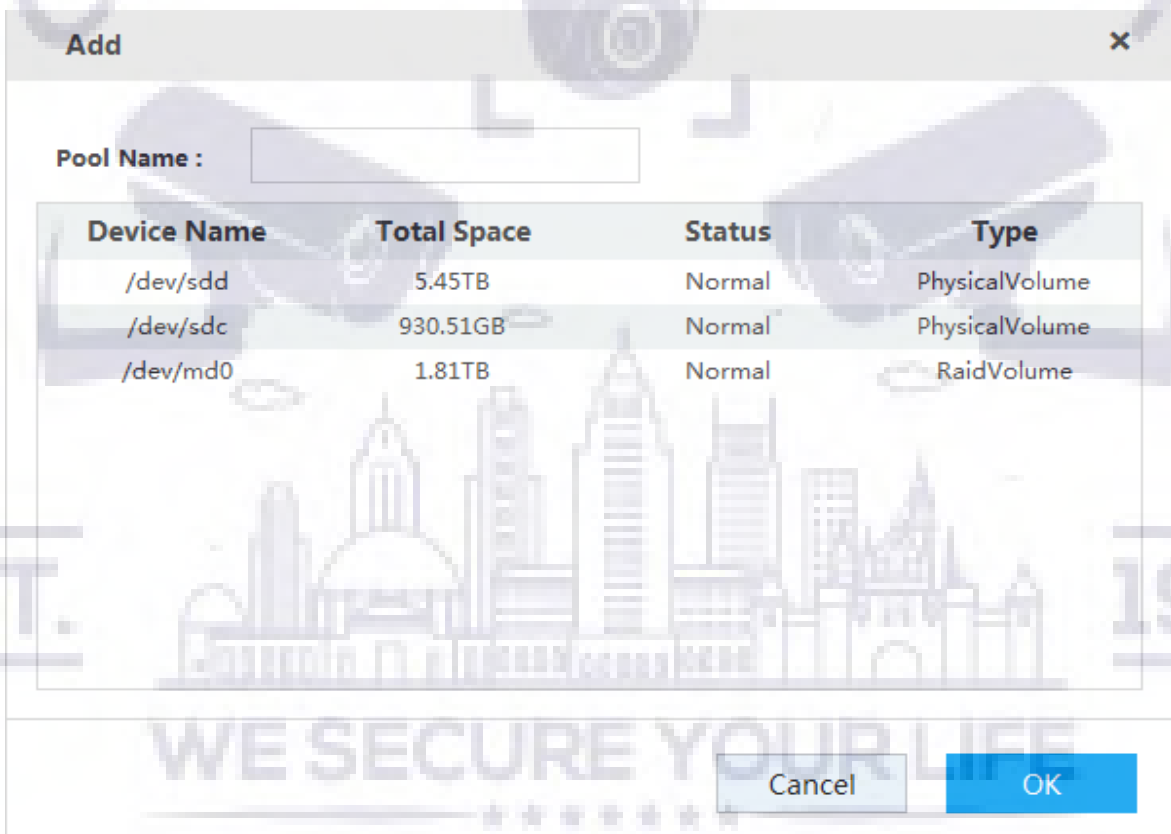 Add ×
Pool Name :
Device Name Total Space Status Type
/dev/sdd 5.45TB Normal PhysicalVolume
/dev/sdc 930.51GB Normal PhysicalVolume
/dev/md0 1.81TB Normal RaidVolume
T. 19
WE SECURE YOUR LIFE
Cancel OK